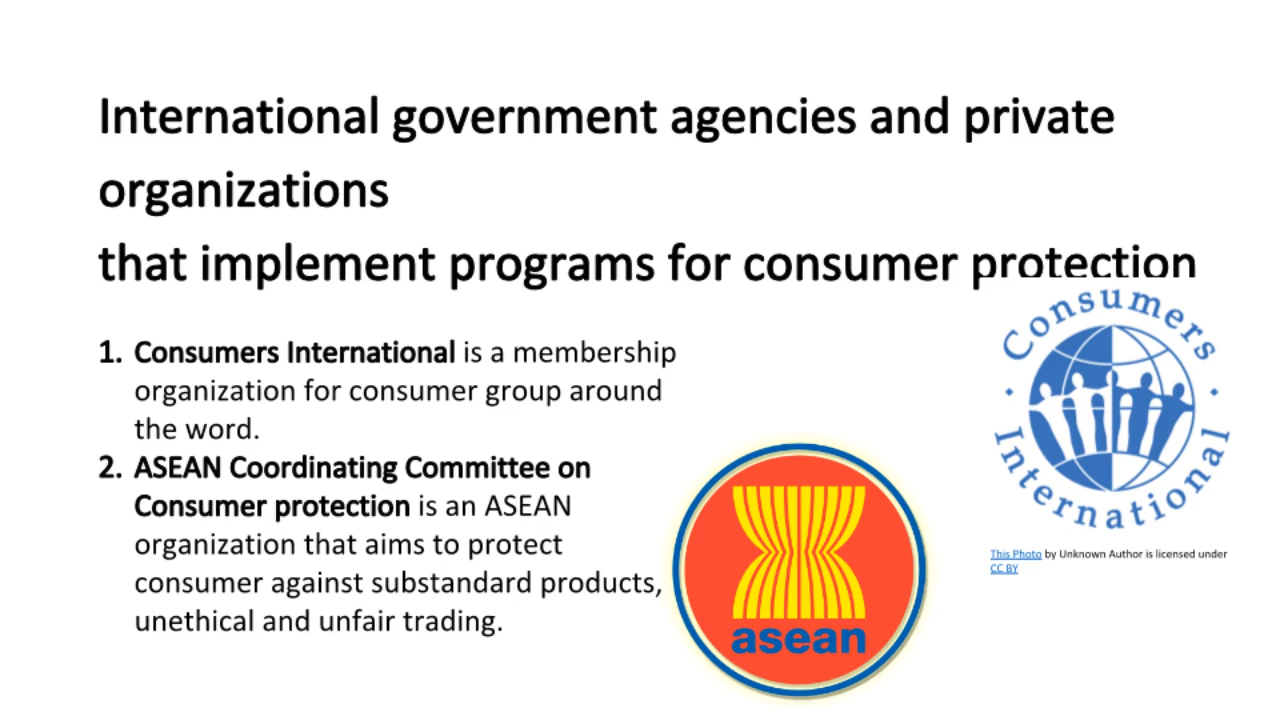 International government agencies and private
organizations
that implement programs for consumer protection
1. Consumers International is a membership
organization for consumer group around
the word.
2. ASEAN Coordinating Committee on
Consumer protection is an ASEAN
organization that aims to protect
consumer against substandard products,
unethical and unfair trading.
asean
Consumers
International
This Photo by Unknown Author is licensed under
CC BY